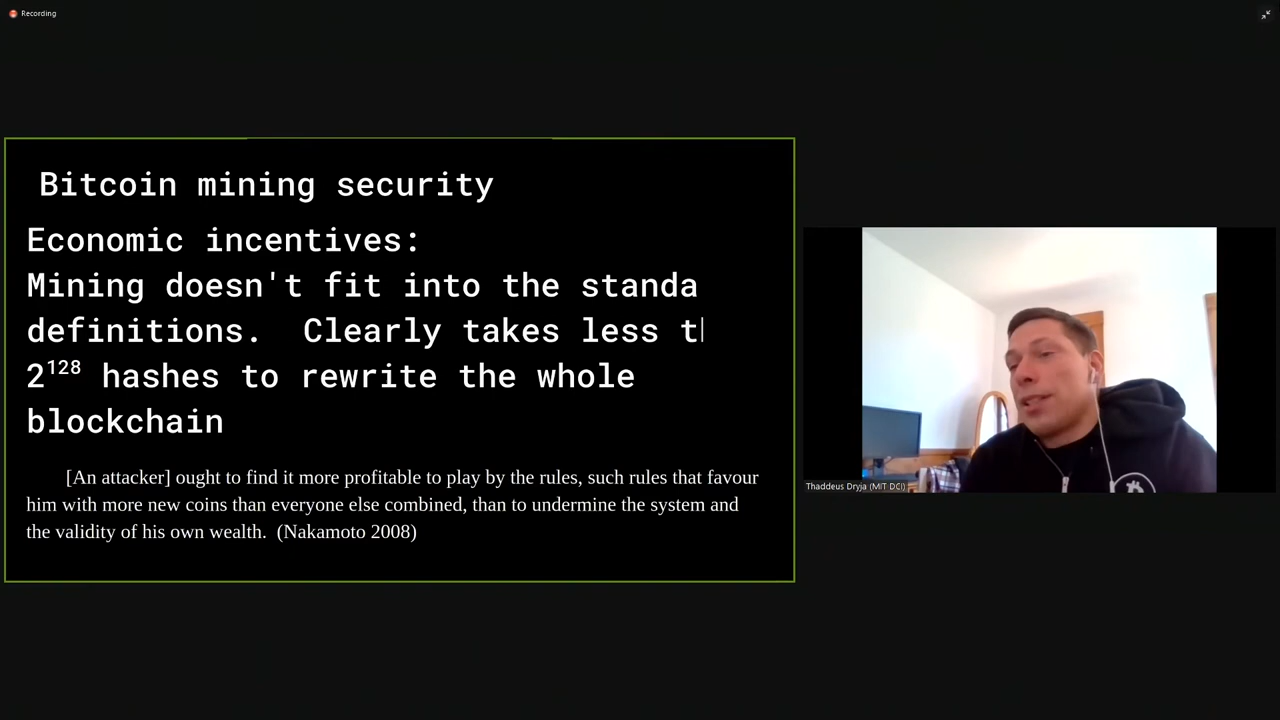 Recording
Bitcoin mining security
Economic incentives:
Mining doesn't fit into the standa
definitions. Clearly takes less t
2¹²⁸ hashes to rewrite the whole
blockchain
[An attacker] ought to find it more profitable to play by the rules, such rules that favour
him with more new coins than everyone else combined, than to undermine the system and
the validity of his own wealth. (Nakamoto 2008)
Thaddeus Dryja (MIT DCI)